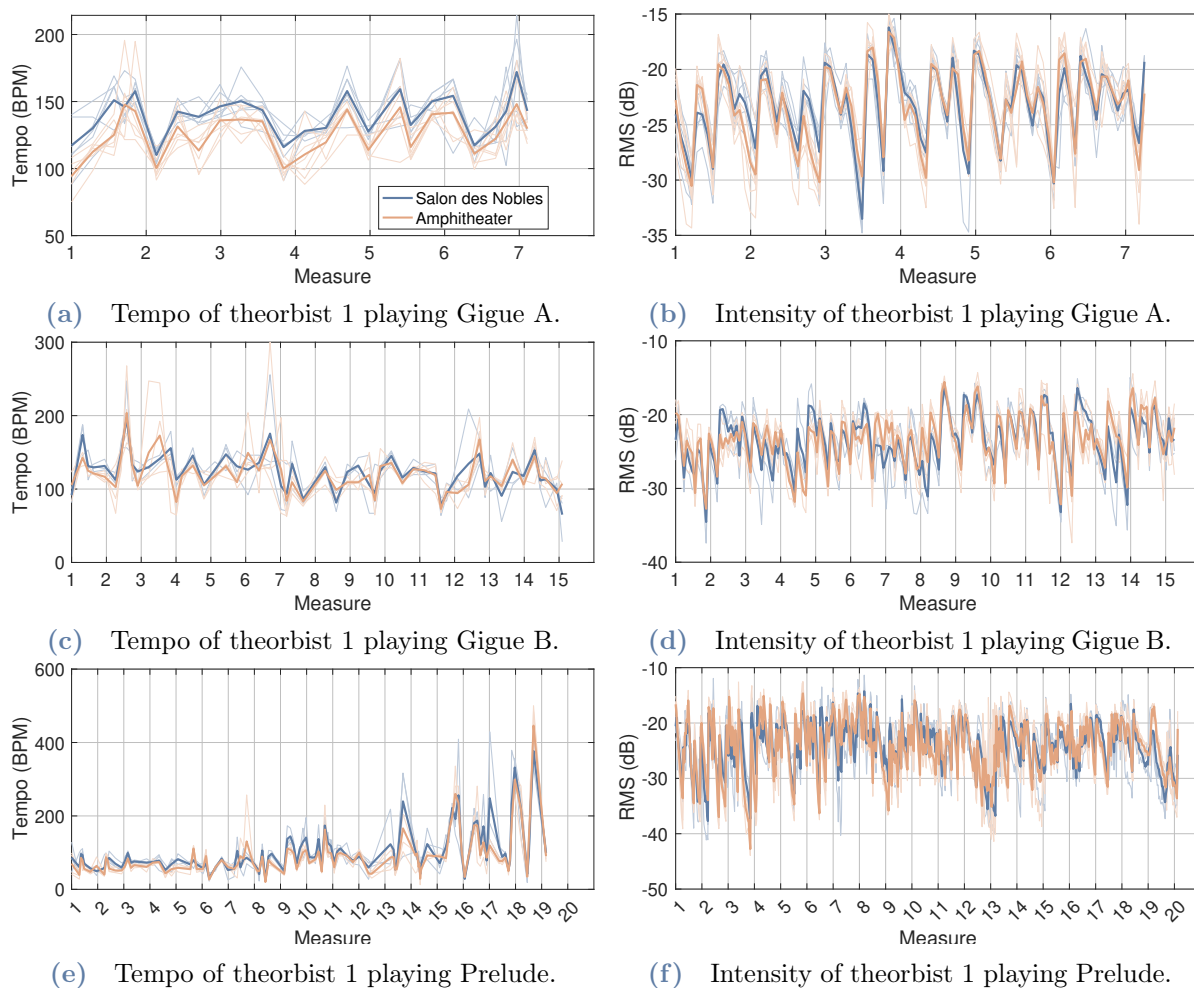 200
150
100
50
Tempo (BPM)
Salon des Nobles
Amphitheater
1 2 3 4 5 6 7
Measure
(a) Tempo of theorbist 1 playing Gigue A.
-15
-20
-25
-30
-35
RMS (dB)
1 2 3 4 5 6 7
Measure
(b) Intensity of theorbist 1 playing Gigue A.
300
200
100
0
Tempo (BPM)
1 2 3 4 5 6 7 8 9 10 11 12 13 14 15
Measure
(c) Tempo of theorbist 1 playing Gigue B.
-10
-20
-30
-40
RMS (dB)
1 2 3 4 5 6 7 8 9 10 11 12 13 14 15
Measure
(d) Intensity of theorbist 1 playing Gigue B.
600
400
200
0
Tempo (BPM)
1 2 3 4 5 6 7 8 9 10 11 12 13 14 15 16 17 18 19 20
Measure
(e) Tempo of theorbist 1 playing Prelude.
-10
-20
-30
-40
-50
RMS (dB)
1 2 3 4 5 6 7 8 9 10 11 12 13 14 15 16 17 18 19 20
Measure
(f) Intensity of theorbist 1 playing Prelude.